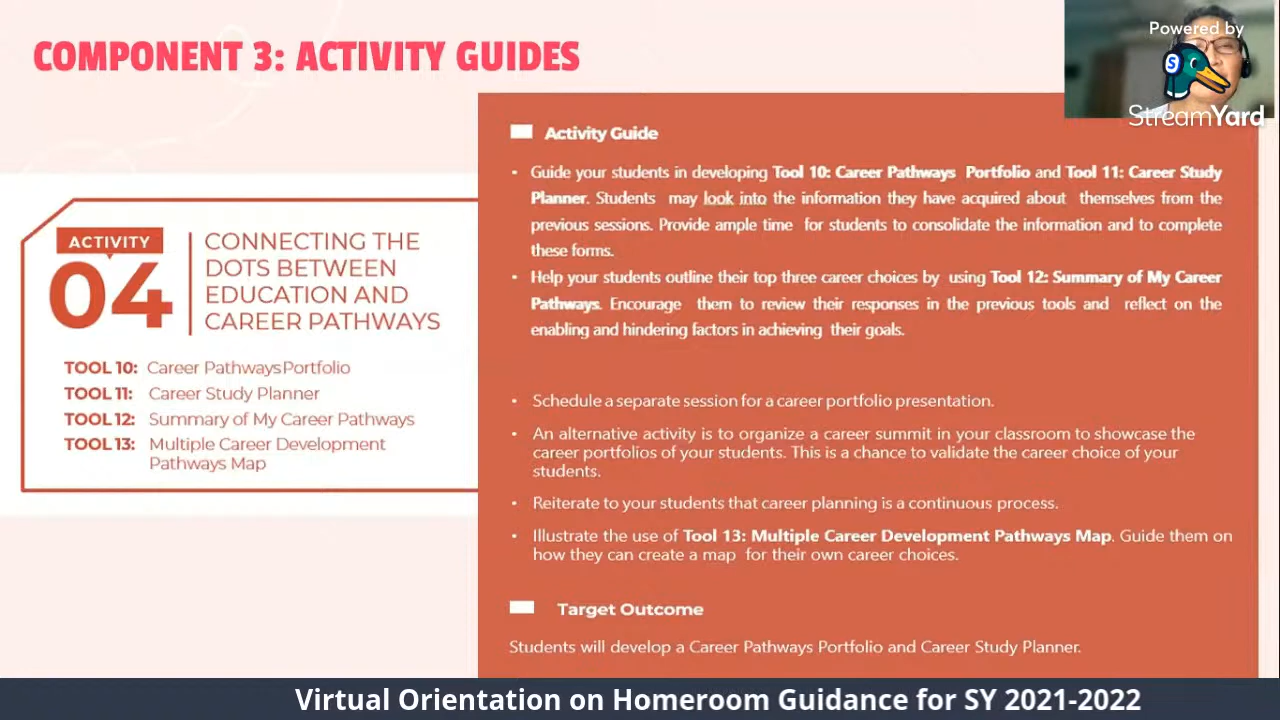 COMPONENT 3: ACTIVITY GUIDES
Powered by
S
StreamYard
ACTIVITY
04
CONNECTING THE
DOTS BETWEEN
EDUCATION AND
CAREER PATHWAYS
TOOL 10: Career Pathways Portfolio
TOOL 11: Career Study Planner
TOOL 12: Summary of My Career Pathways
TOOL 13: Multiple Career Development
Pathways Map
Activity Guide
• Guide your students in developing Tool 10: Career Pathways Portfolio and Tool 11: Career Study
Planner. Students may look into the information they have acquired about themselves from the
previous sessions. Provide ample time for students to consolidate the information and to complete
these forms.
• Help your students outline their top three career choices by using Tool 12: Summary of My Career
Pathways. Encourage them to review their responses in the previous tools and reflect on the
enabling and hindering factors in achieving their goals.
• Schedule a separate session for a career portfolio presentation.
• An alternative activity is to organize a career summit in your classroom to showcase the
career portfolios of your students. This is a chance to validate the career choice of your
students.
• Reiterate to your students that career planning is a continuous process.
• Illustrate the use of Tool 13: Multiple Career Development Pathways Map. Guide them on
how they can create a map for their own career choices.
Target Outcome
Students will develop a Career Pathways Portfolio and Career Study Planner.
Virtual Orientation on Homeroom Guidance for SY 2021-2022